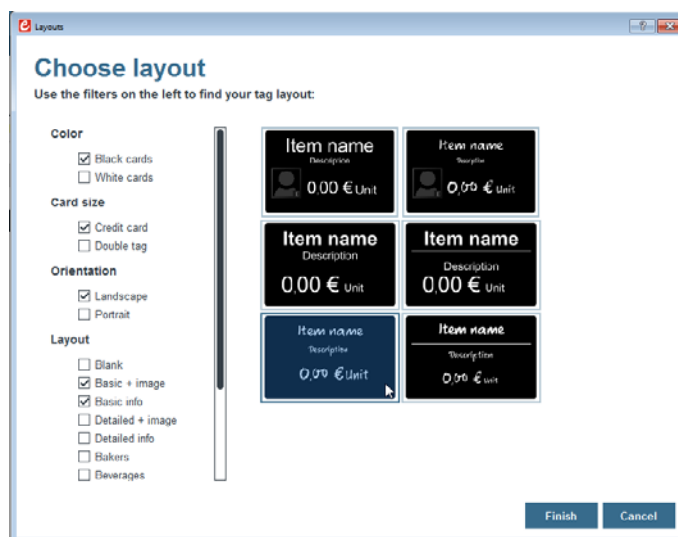 Layouts
Choose layout
Use the filters on the left to find your tag layout:
Color
Black cards
White cards
Card size
Credit card
Double tag
Orientation
Landscape
Portrait
Layout
Blank
Basic + image
Basic info
Detailed + image
Detailed info
Bakers
Beverages
Item name
Description
0,00 € Unit
Item name
Description
0,00 € Unit
Item name
Description
0,00 € Unit
Item name
Description
0,00 € Unit
Item name
Description
0,00 € Unit
Item name
Description
0,00 € Unit
Finish
Cancel